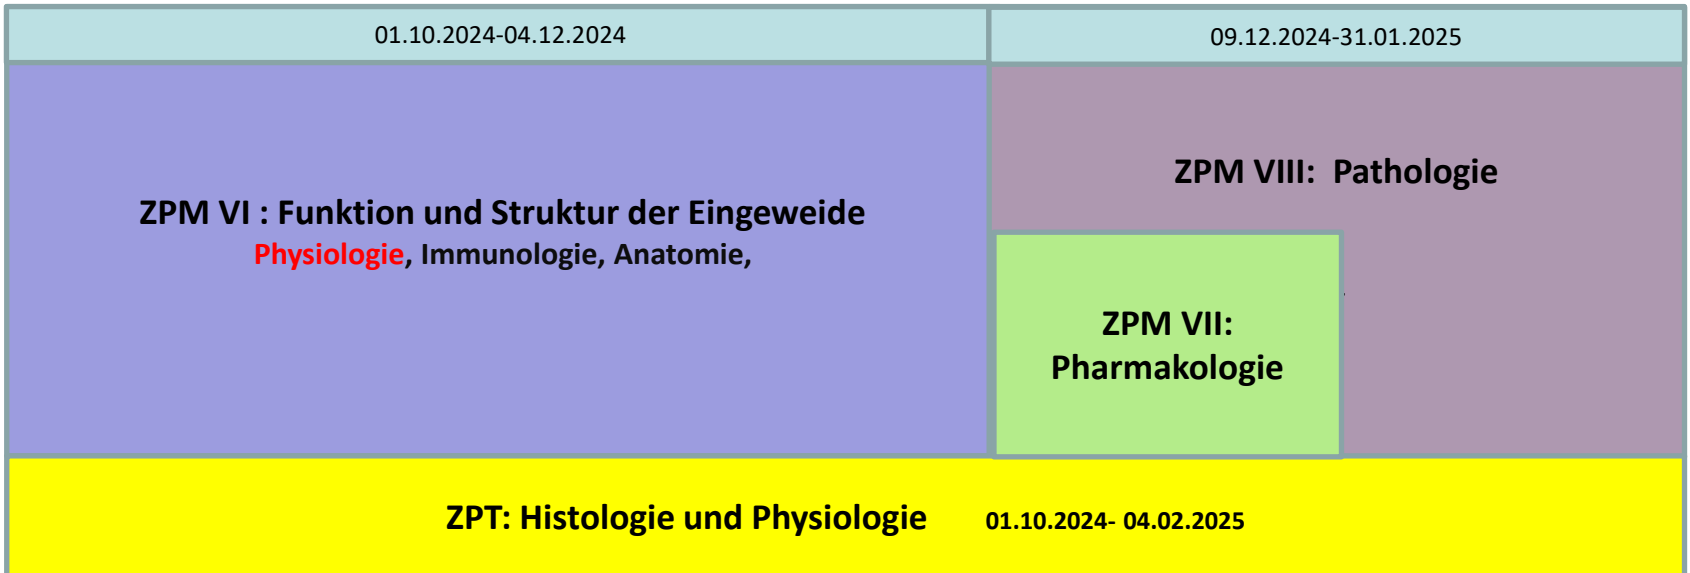 01.10.2024-04.12.2024
09.12.2024-31.01.2025
ZPM VI : Funktion und Struktur der Eingeweide
Physiologie, Immunologie, Anatomie,
ZPM VIII:  Pathologie
ZPM VII:
Pharmakologie
ZPT: Histologie und Physiologie 01.10.2024- 04.02.2025